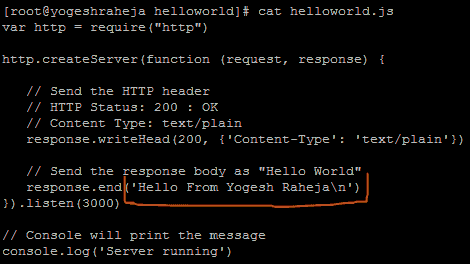 [root@yogeshraheja helloworld]# cat helloworld.js
var http = require("http")
http.createServer(function (request, response) {
// Send the HTTP header
// HTTP Status: 200 : OK
// Content Type: text/plain
response.writeHead(200, {'Content-Type': 'text/plain'})
// Send the response body as "Hello World"
response.end('Hello From Yogesh Raheja\n')
}).listen(3000)
// Console will print the message
console.log('Server running')